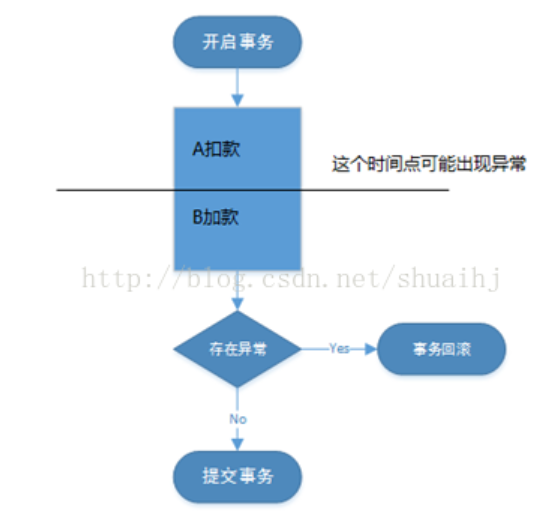 开启事务
A扣款
这个时间点可能出现异常
B加款
http://blog.csdn.net/shuaihj
存在异常
Yes
事务回滚
No
提交事务